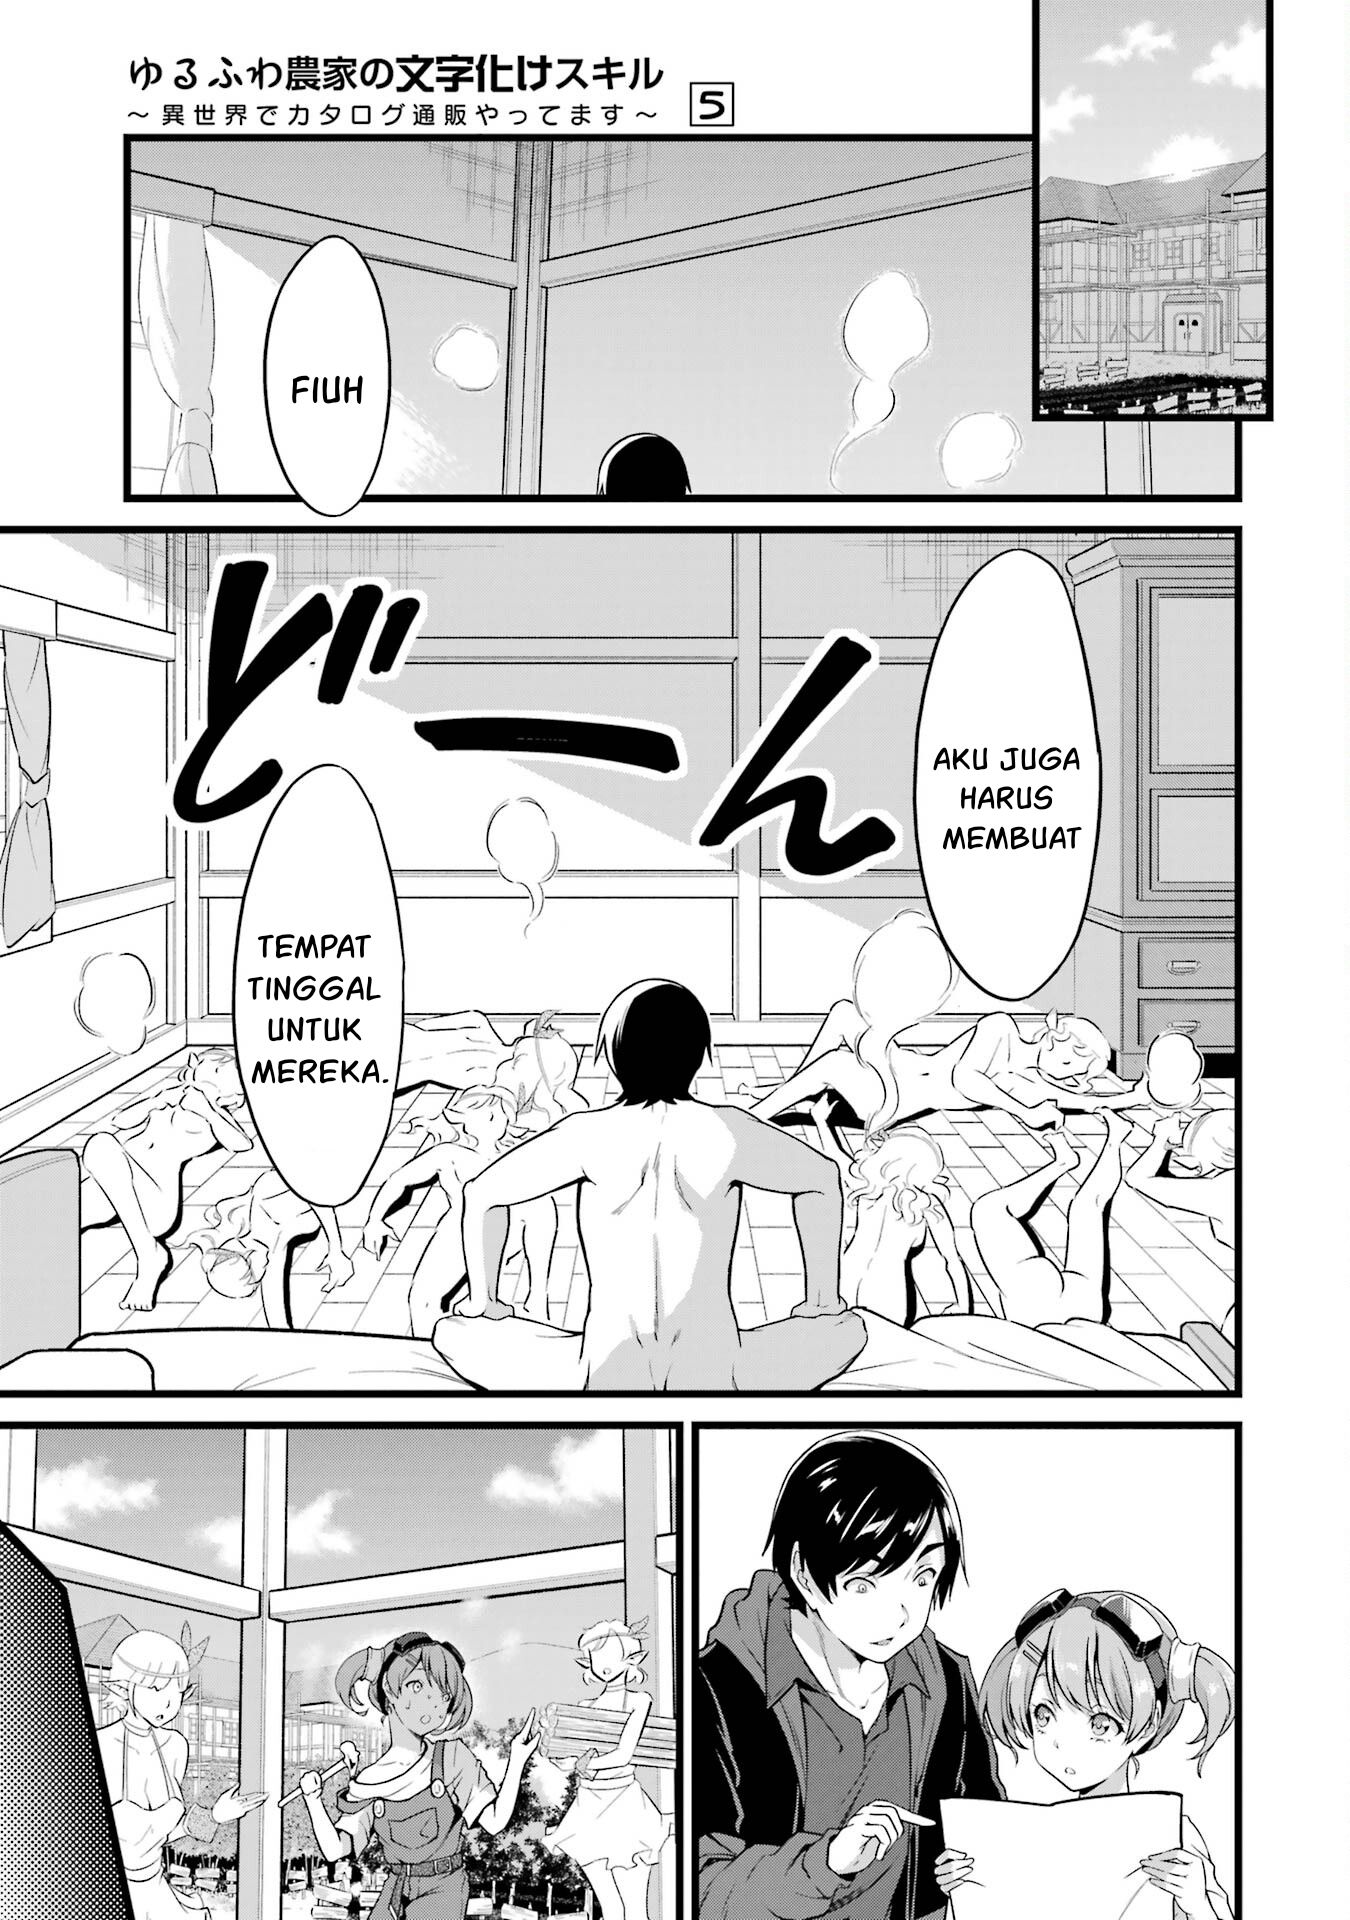 ゆるふわ農家の文字化けスキル
～異世界でカタログ通販やってます～ 5
FIUH
どーん
AKU JUGA
HARUS
MEMBUAT
TEMPAT
TINGGAL
UNTUK
MEREKA.